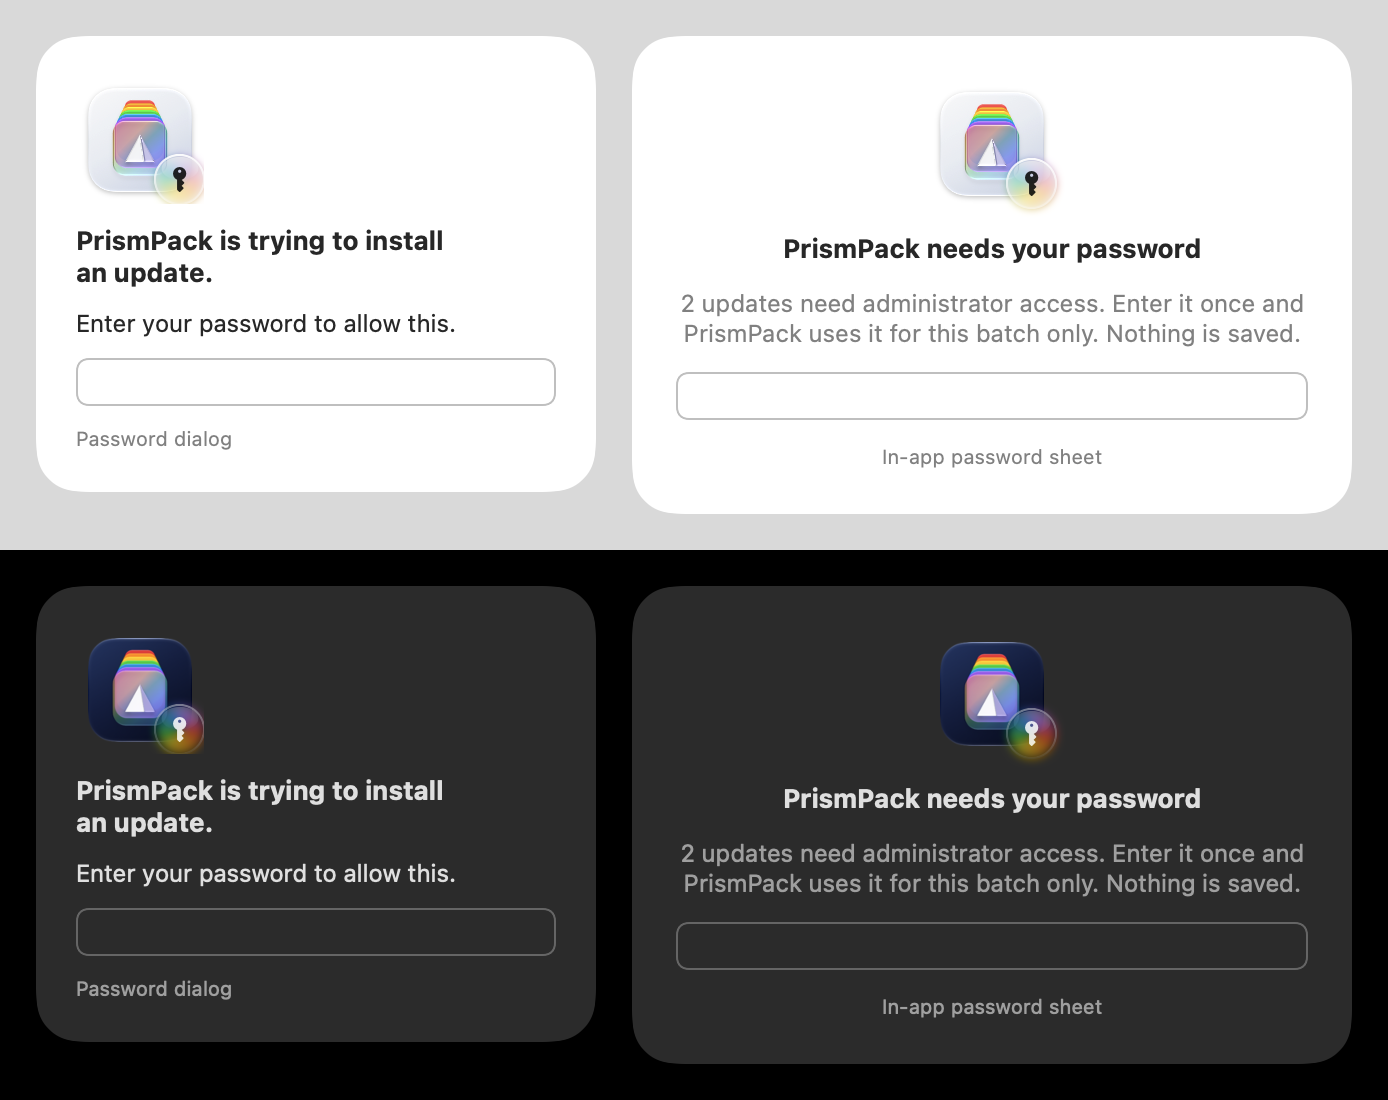 PrismPack is trying to install
an update.
Enter your password to allow this.
Password dialog
PrismPack needs your password
2 updates need administrator access. Enter it once and
PrismPack uses it for this batch only. Nothing is saved.
In-app password sheet
PrismPack is trying to install
an update.
Enter your password to allow this.
Password dialog
PrismPack needs your password
2 updates need administrator access. Enter it once and
PrismPack uses it for this batch only. Nothing is saved.
In-app password sheet